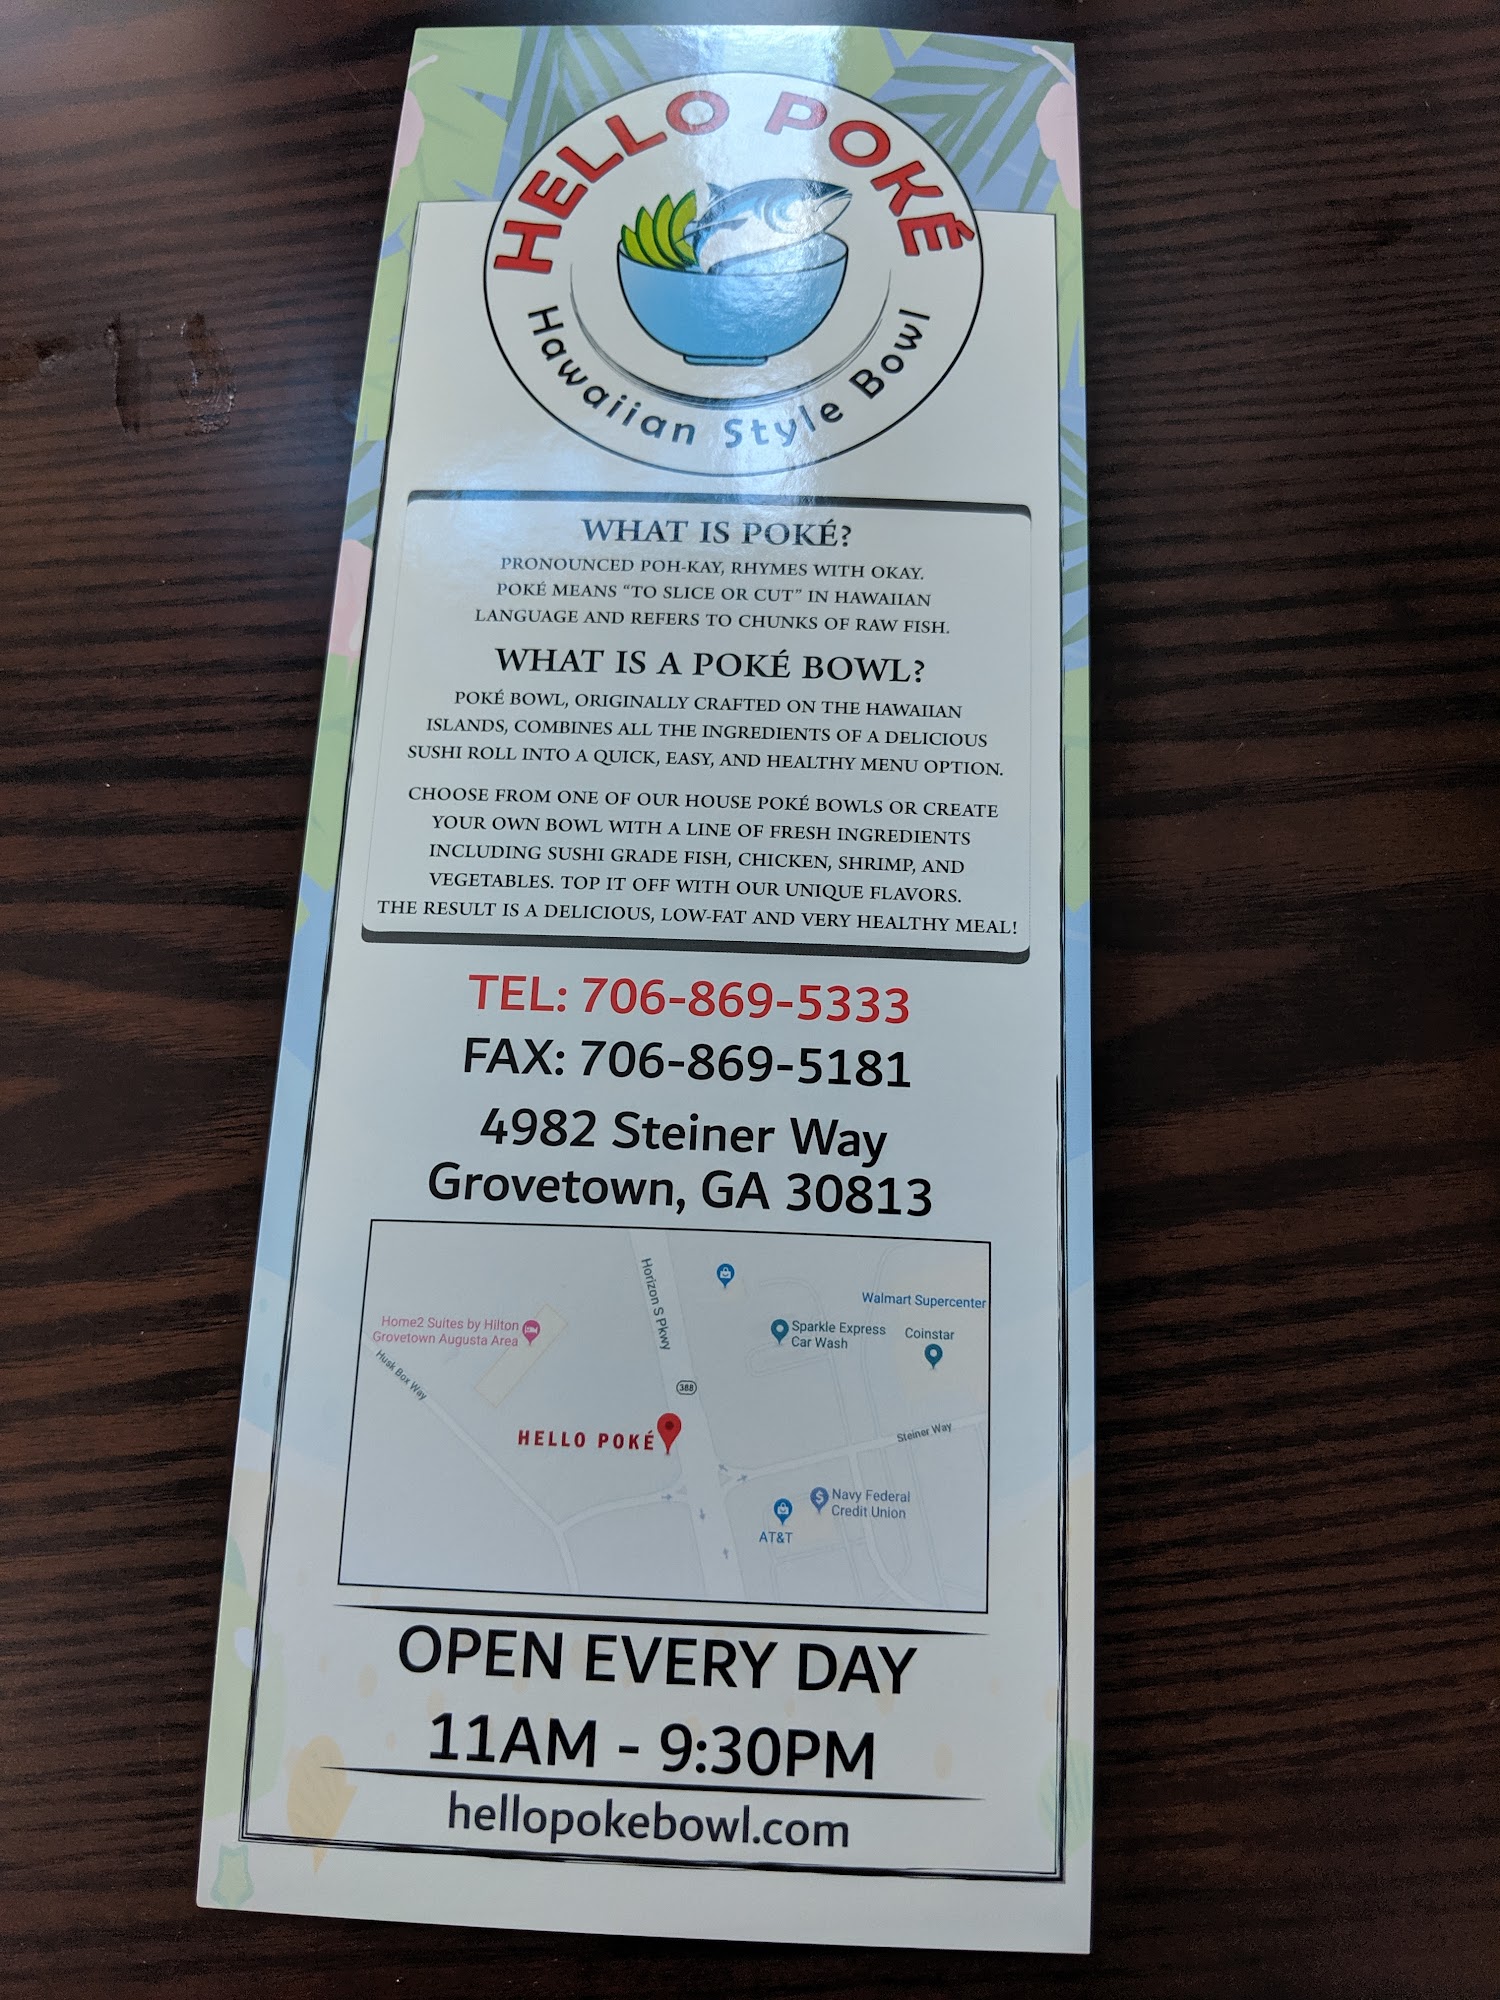 HELLO POKÉ
Hawaiian Style Bowl
WHAT IS POKÉ?
PRONOUNCED POH-KAY, RHYMES WITH OKAY.
POKÉ MEANS “TO SLICE OR CUT” IN HAWAIIAN
LANGUAGE AND REFERS TO CHUNKS OF RAW FISH.
WHAT IS A POKÉ BOWL?
POKÉ BOWL, ORIGINALLY CRAFTED ON THE HAWAIIAN
ISLANDS, COMBINES ALL THE INGREDIENTS OF A DELICIOUS
SUSHI ROLL INTO A QUICK, EASY, AND HEALTHY MENU OPTION.
CHOOSE FROM ONE OF OUR HOUSE POKÉ BOWLS OR CREATE
YOUR OWN BOWL WITH A LINE OF FRESH INGREDIENTS
INCLUDING SUSHI GRADE FISH, CHICKEN, SHRIMP, AND
VEGETABLES. TOP IT OFF WITH OUR UNIQUE FLAVORS.
THE RESULT IS A DELICIOUS, LOW-FAT AND VERY HEALTHY MEAL!
TEL: 706-869-5333
FAX: 706-869-5181
4982 Steiner Way
Grovetown, GA 30813
Horizon S Pkwy
Walmart Supercenter
Home2 Suites by Hilton
Grovetown Augusta Area
Sparkle Express
Car Wash
Coinstar
Husk Box Way
388
HELLO POKÉ
Steiner Way
Navy Federal
Credit Union
AT&T
OPEN EVERY DAY
11AM - 9:30PM
hellopokebowl.com